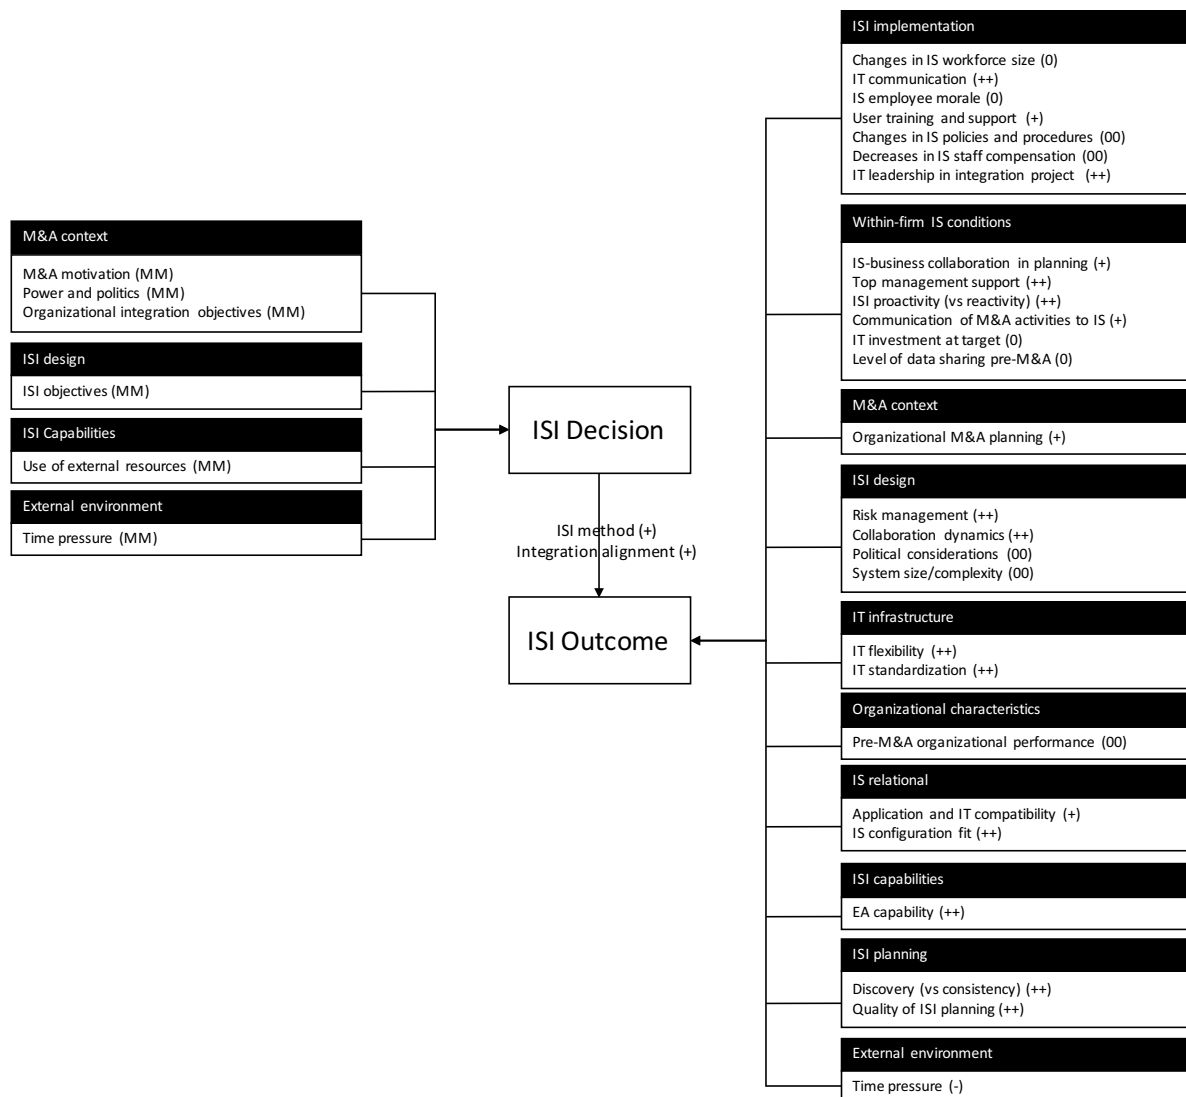 M&A context
M&A motivation (MM)
Power and politics (MM)
Organizational integration objectives (MM)
ISI design
ISI objectives (MM)
ISI Capabilities
Use of external resources (MM)
External environment
Time pressure (MM)
ISI Decision
ISI method (+)
Integration alignment (+)
ISI Outcome
ISI implementation
Changes in IS workforce size (0)
IT communication (++)
IS employee morale (0)
User training and support (+)
Changes in IS policies and procedures (00)
Decreases in IS staff compensation (00)
IT leadership in integration project (++)
Within-firm IS conditions
IS-business collaboration in planning (+)
Top management support (++)
ISI proactivity (vs reactivity) (++)
Communication of M&A activities to IS (+)
IT investment at target (0)
Level of data sharing pre-M&A (0)
M&A context
Organizational M&A planning (+)
ISI design
Risk management (++)
Collaboration dynamics (++)
Political considerations (00)
System size/complexity (00)
IT infrastructure
IT flexibility (++)
IT standardization (++)
Organizational characteristics
Pre-M&A organizational performance (00)
IS relational
Application and IT compatibility (+)
IS configuration fit (++)
ISI capabilities
EA capability (++)
ISI planning
Discovery (vs consistency) (++)
Quality of ISI planning (++)
External environment
Time pressure (-)